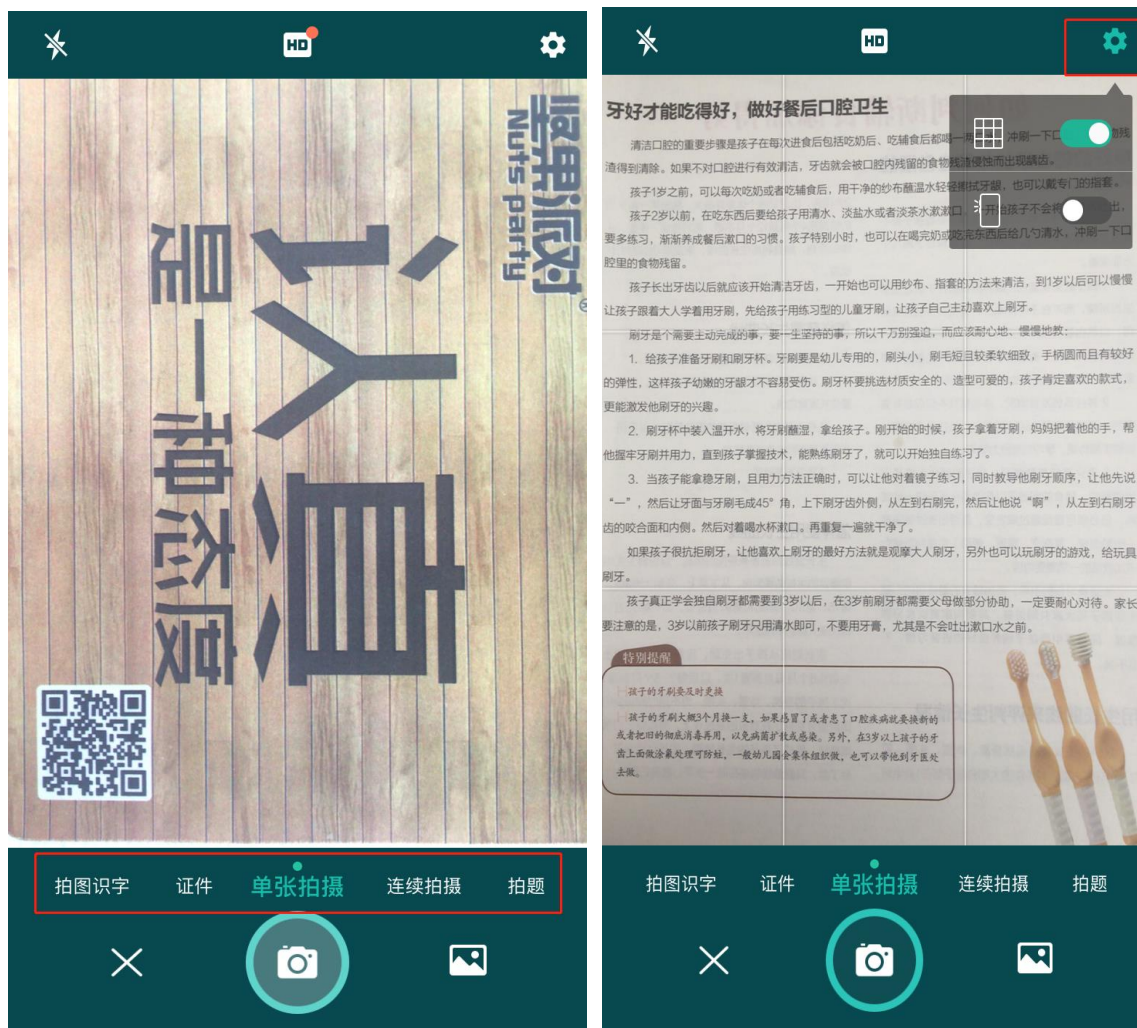 HD
坚果派对
Nuts party
认真
是一种态度
拍图识字 证件 单张拍摄 连续拍摄 拍题
HD
牙好才能吃得好，做好餐后口腔卫生
清洁口腔的重要步骤是孩子在每次进食后包括吃奶后、吃辅食后都喝一 冲刷一下口 物残
渣得到清除。如果不对口腔进行有效清洁，牙齿就会被口腔内残留的食物残渣侵蚀而出现龋齿。
孩子1岁之前，可以每次吃奶或者吃辅食后，用干净的纱布蘸温水轻轻擦拭牙龈，也可以戴专门的指套。
孩子2岁以前，在吃东西后要给孩子用清水、淡盐水或者淡茶水漱漱口， 开始孩子不会将 出，
要多练习，渐渐养成餐后漱口的习惯。孩子特别小时，也可以在喝完奶或吃完东西后给几勺清水，冲刷一下口
腔里的食物残留。
孩子长出牙齿以后就应该开始清洁牙齿，一开始也可以用纱布、指套的方法来清洁，到1岁以后可以慢慢
让孩子跟着大人学着用牙刷，先给孩子用练习型的儿童牙刷，让孩子自己主动喜欢上刷牙。
刷牙是个需要主动完成的事，要一生坚持的事，所以千万别强迫，而应该耐心地、慢慢地教：
1. 给孩子准备牙刷和刷牙杯。牙刷要是幼儿专用的，刷头小，刷毛短且较柔软细致，手柄圆而且有较好
的弹性，这样孩子幼嫩的牙龈才不容易受伤。刷牙杯要挑选材质安全的、造型可爱的，孩子肯定喜欢的款式，
更能激发他刷牙的兴趣。
2. 刷牙杯中装入温开水，将牙刷蘸湿，拿给孩子。刚开始的时候，孩子拿着牙刷，妈妈把着他的手，帮
他握牢牙刷并用力，直到孩子掌握技术，能熟练刷牙了，就可以开始独自练习了。
3. 当孩子能拿稳牙刷，且用力方法正确时，可以让他对着镜子练习，同时教导他刷牙顺序，让他先说
“一”，然后让牙面与牙刷毛成45°角，上下刷牙齿外侧，从左到右刷完，然后让他说“啊”，从左到右刷牙
齿的咬合面和内侧。然后对着喝水杯漱口。再重复一遍就干净了。
如果孩子很抗拒刷牙，让他喜欢上刷牙的最好方法就是观摩大人刷牙，另外也可以玩刷牙的游戏，给玩具
刷牙。
孩子真正学会独自刷牙都需要到3岁以后，在3岁前刷牙都需要父母做部分协助，一定要耐心对待。家长
要注意的是，3岁以前孩子刷牙只用清水即可，不要用牙膏，尤其是不会吐出漱口水之前。
特别提醒
孩子的牙刷要及时更换
孩子的牙刷大概3个月换一支，如果感冒了或者患了口腔疾病就要换新的
或者把旧的彻底消毒再用，以免病菌扩散或感染。另外，在3岁以上孩子的牙
齿上面做涂氟处理可防蛀，一般幼儿园会集体组织做，也可以带他到牙医处
去做。
拍图识字 证件 单张拍摄 连续拍摄 拍题